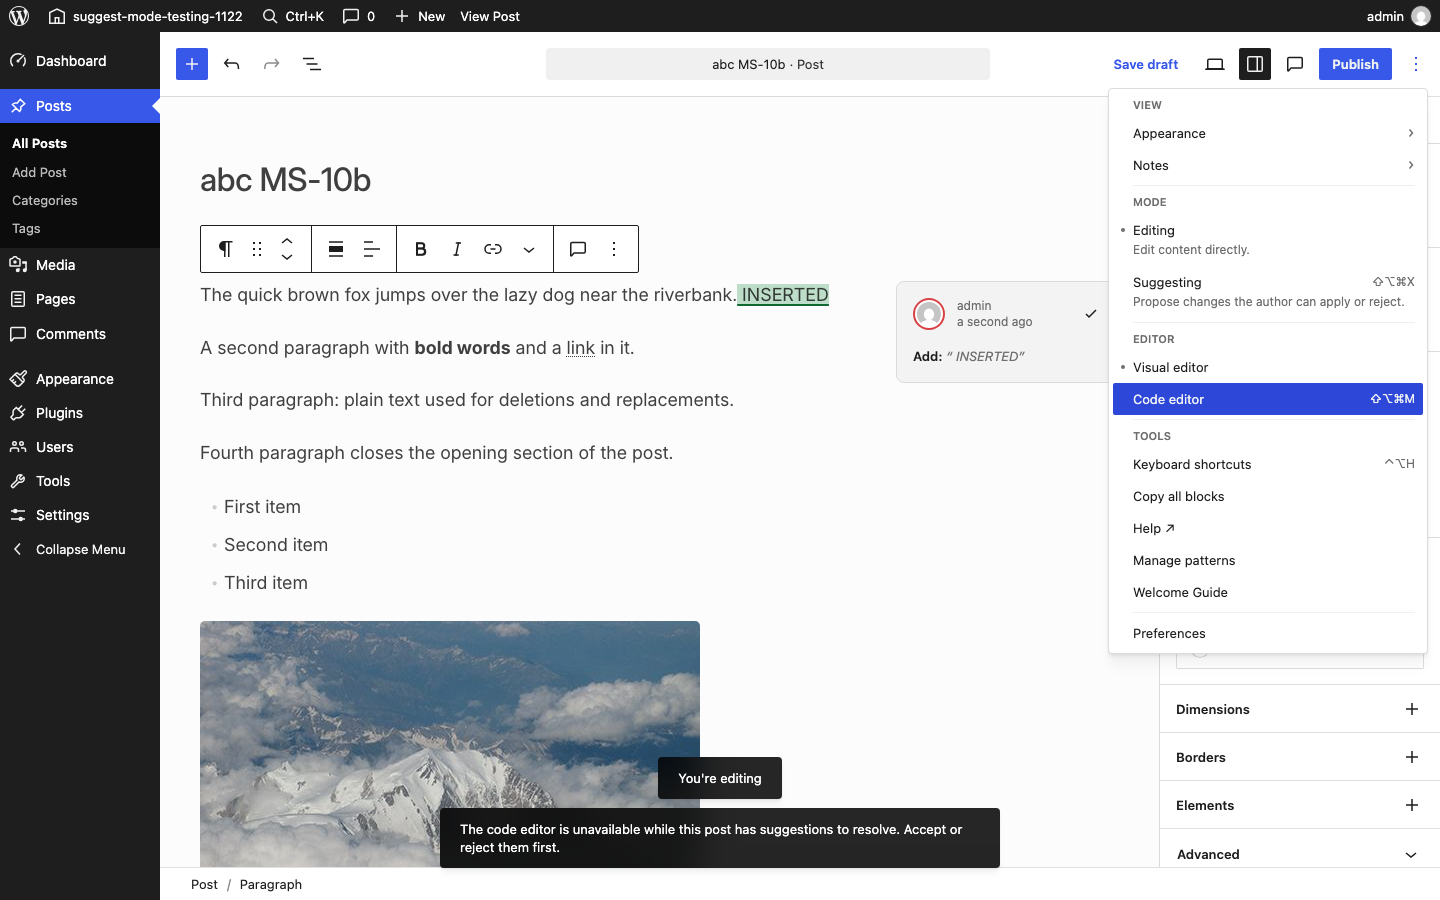 suggest-mode-testing-1122
Ctrl+K
0
New
View Post
admin
Dashboard
Posts
All Posts
Add Post
Categories
Tags
Media
Pages
Comments
Appearance
Plugins
Users
Tools
Settings
Collapse Menu
abc MS-10b · Post
Save draft
Publish
abc MS-10b
B
I
The quick brown fox jumps over the lazy dog near the riverbank. INSERTED
A second paragraph with bold words and a link in it.
Third paragraph: plain text used for deletions and replacements.
Fourth paragraph closes the opening section of the post.
• First item
• Second item
• Third item
admin
a second ago
Add: “ INSERTED”
VIEW
Appearance
Notes
MODE
• Editing
Edit content directly.
Suggesting ⇧⌥⌘X
Propose changes the author can apply or reject.
EDITOR
• Visual editor
Code editor ⇧⌥⌘M
TOOLS
Keyboard shortcuts ⌃⌥H
Copy all blocks
Help ↗
Manage patterns
Welcome Guide
Preferences
Dimensions
Borders
Elements
Advanced
You're editing
The code editor is unavailable while this post has suggestions to resolve. Accept or
reject them first.
Post / Paragraph